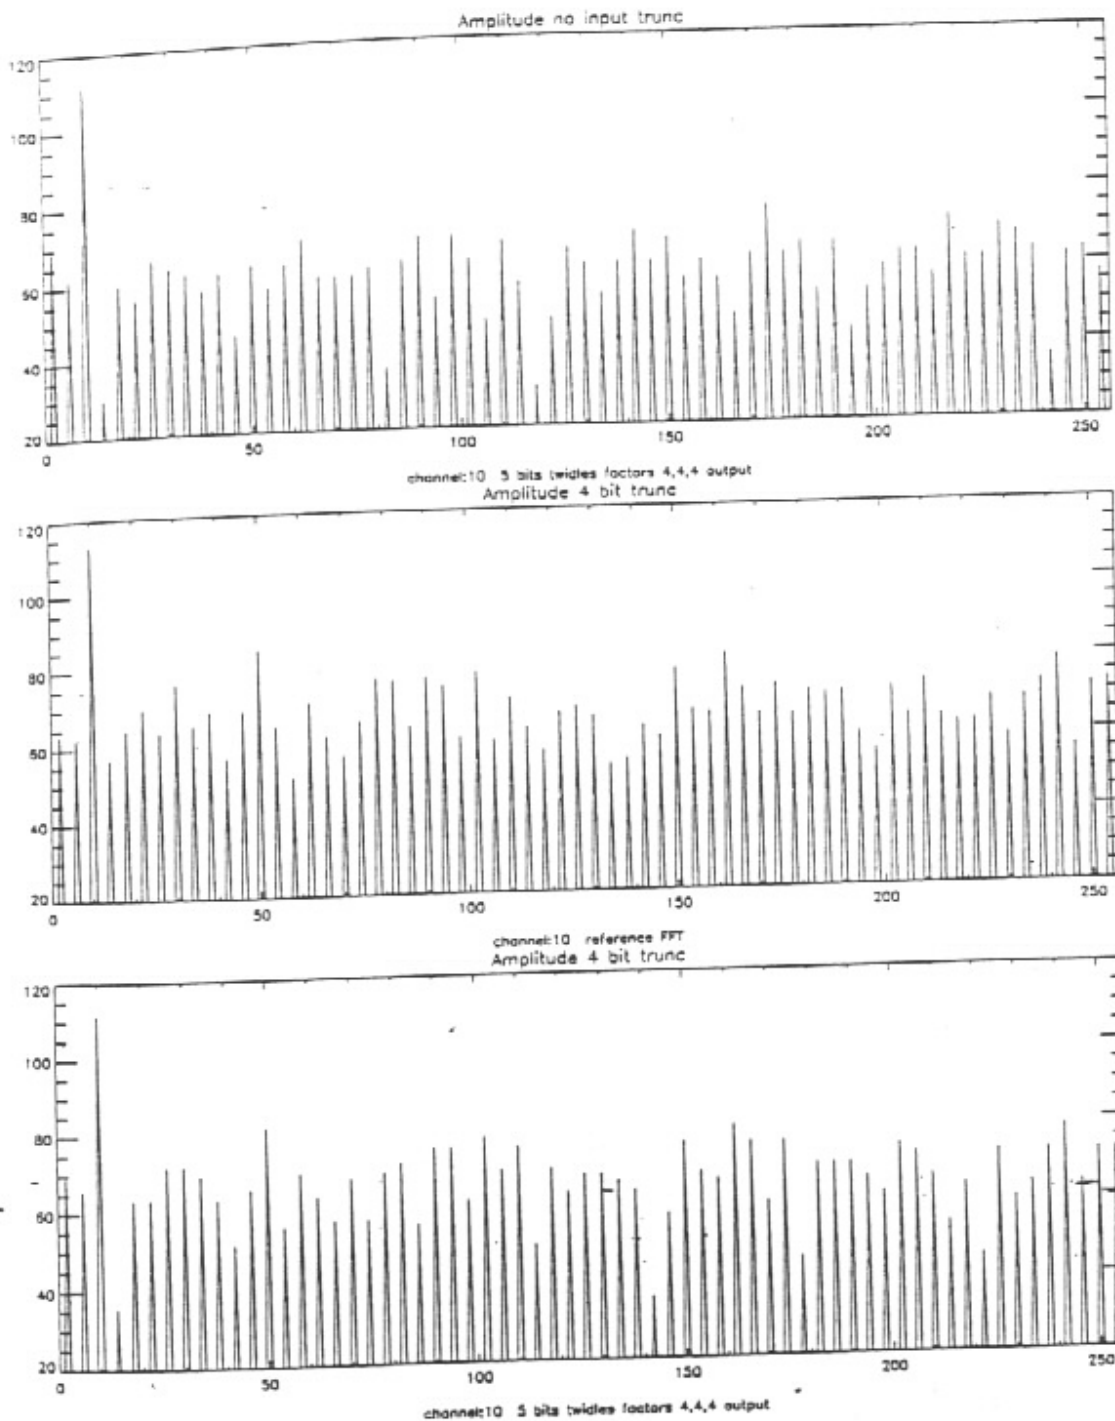 Amplitude no input trunc
120
100
80
60
40
20
0 50 100 150 200 250
channel:10 5 bits twidles factors 4,4,4 output
Amplitude 4 bit trunc
120
100
80
60
40
20
0 50 100 150 200 250
channel:10 reference FFT
Amplitude 4 bit trunc
120
100
80
60
40
20
0 50 100 150 200 250
channel:10 5 bits twidles factors 4,4,4 output